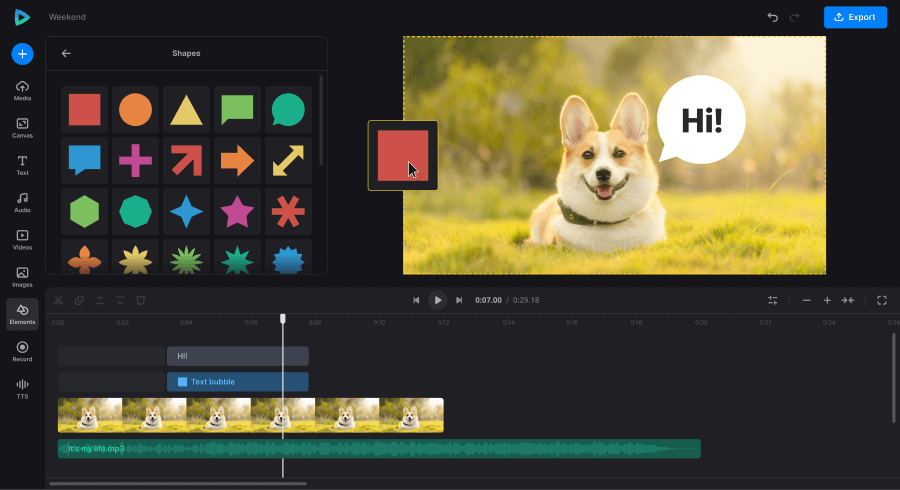 Weekend
Export
Media
Canvas
Text
Audio
Videos
Images
Elements
Record
TTS
Shapes
Hi!
0:07.00 / 0:29.18
0:00 0:02 0:04 0:06 0:08 0:10 0:12 0:14 0:16 0:18 0:20 0:22 0:24 0:26
Hi!
Text bubble
It's my life.mp3